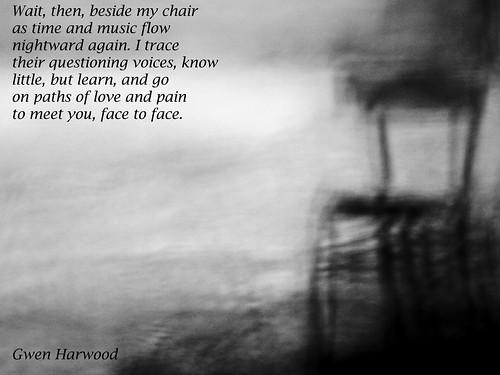 Wait, then, beside my chair
as time and music flow
nightward again. I trace
their questioning voices, know
little, but learn, and go
on paths of love and pain
to meet you, face to face.
Gwen Harwood